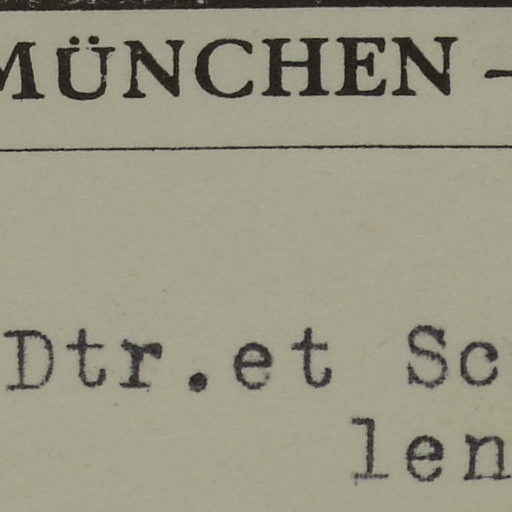 MÜNCHEN –
Dtr.et Sc
len